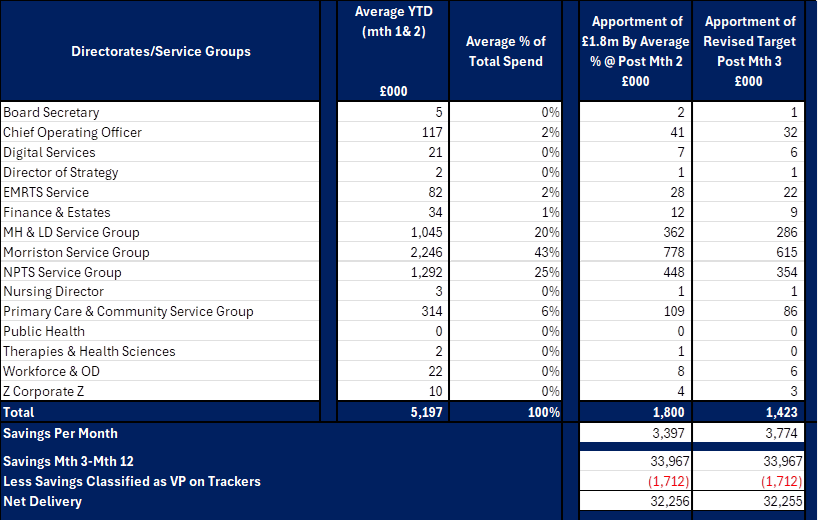 Directorates/Service Groups
Average YTD
(mth 1& 2)
£000
Average % of
Total Spend
Apportment of
£1.8m By Average
% @ Post Mth 2
£000
Apportment of
Revised Target
Post Mth 3
£000
Board Secretary 5 0% 2 1
Chief Operating Officer 117 2% 41 32
Digital Services 21 0% 7 6
Director of Strategy 2 0% 1 1
EMRTS Service 82 2% 28 22
Finance & Estates 34 1% 12 9
MH & LD Service Group 1,045 20% 362 286
Morriston Service Group 2,246 43% 778 615
NPTS Service Group 1,292 25% 448 354
Nursing Director 3 0% 1 1
Primary Care & Community Service Group 314 6% 109 86
Public Health 0 0% 0 0
Therapies & Health Sciences 2 0% 1 0
Workforce & OD 22 0% 8 6
Z Corporate Z 10 0% 4 3
Total 5,197 100% 1,800 1,423
Savings Per Month 3,397 3,774
Savings Mth 3-Mth 12 33,967 33,967
Less Savings Classified as VP on Trackers (1,712) (1,712)
Net Delivery 32,256 32,255